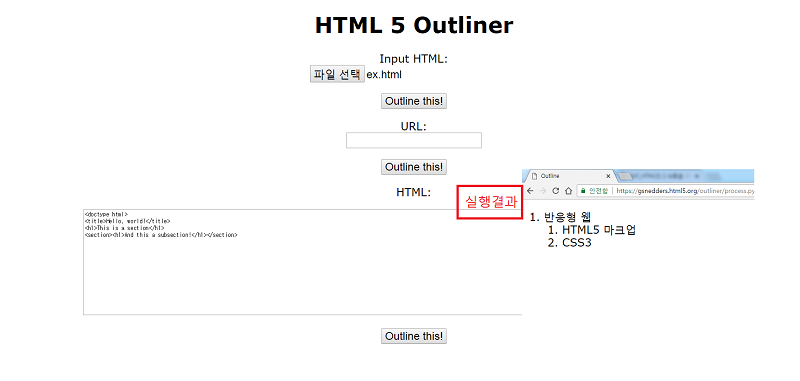 HTML 5 Outliner
Input HTML:
파일 선택 ex.html
Outline this!
URL:
Outline this!
HTML:
<doctype html>
<title>Hello, world!</title>
<h1>This is a section</h1>
<section><h1>And this a subsection!</h1></section>
Outline this!
실행결과
Outline
안전함 https://gsnedders.html5.org/outliner/process.py
1. 반응형 웹
1. HTML5 마크업
2. CSS3